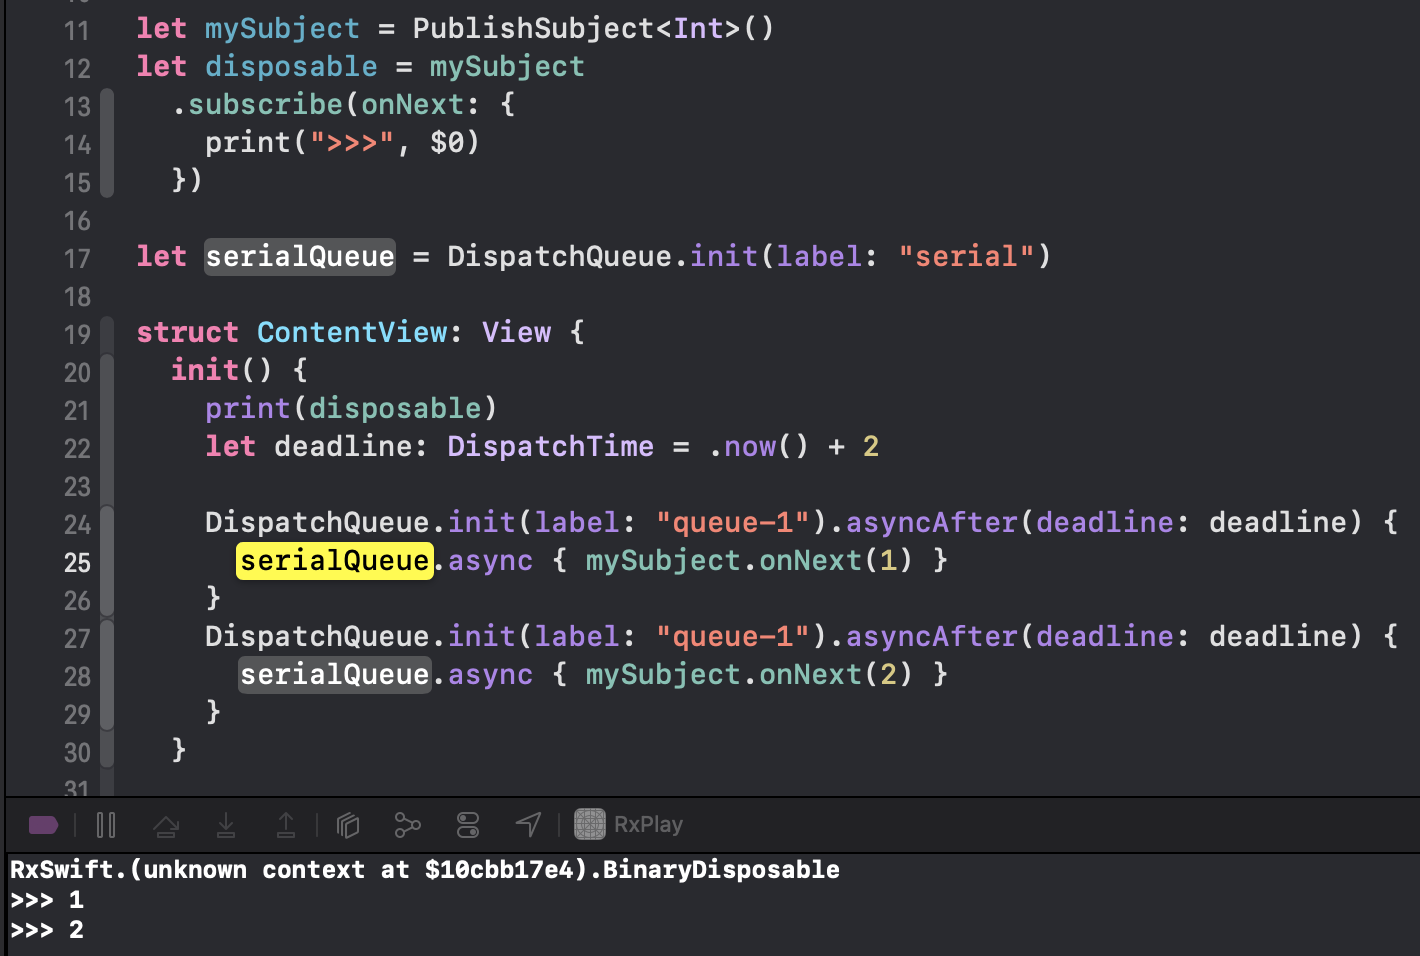 11 let mySubject = PublishSubject<Int>()
12 let disposable = mySubject
13 .subscribe(onNext: {
14 print(">>>", $0)
15 })
16
17 let serialQueue = DispatchQueue.init(label: "serial")
18
19 struct ContentView: View {
20 init() {
21 print(disposable)
22 let deadline: DispatchTime = .now() + 2
23
24 DispatchQueue.init(label: "queue-1").asyncAfter(deadline: deadline) {
25 serialQueue.async { mySubject.onNext(1) }
26 }
27 DispatchQueue.init(label: "queue-1").asyncAfter(deadline: deadline) {
28 serialQueue.async { mySubject.onNext(2) }
29 }
30 }
31
RxPlay
RxSwift.(unknown context at $10cbb17e4).BinaryDisposable
>>> 1
>>> 2